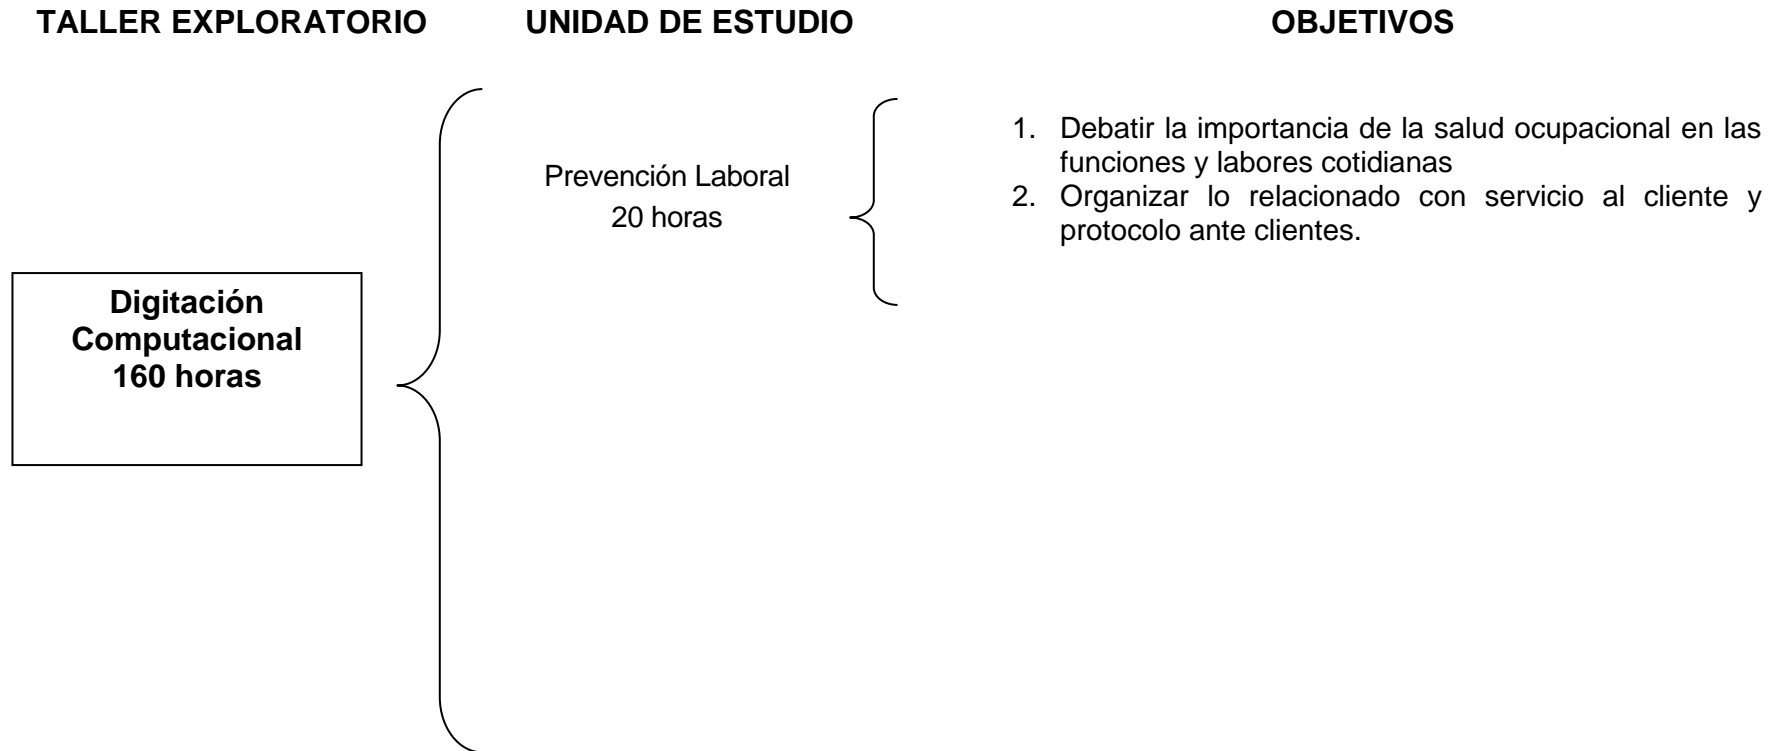 TALLER EXPLORATORIO UNIDAD DE ESTUDIO OBJETIVOS
Prevención Laboral
20 horas
1. Debatir la importancia de la salud ocupacional en las
funciones y labores cotidianas
2. Organizar lo relacionado con servicio al cliente y
protocolo ante clientes.
Digitación
Computacional
160 horas